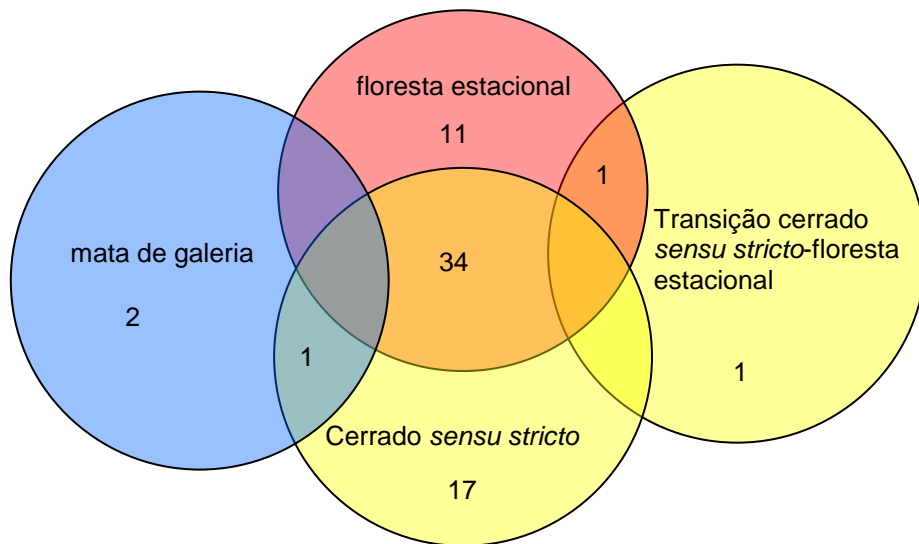 floresta estacional
11
1
Transição cerrado
sensu stricto-floresta
estacional
mata de galeria
34
2
1
1
Cerrado sensu stricto
17